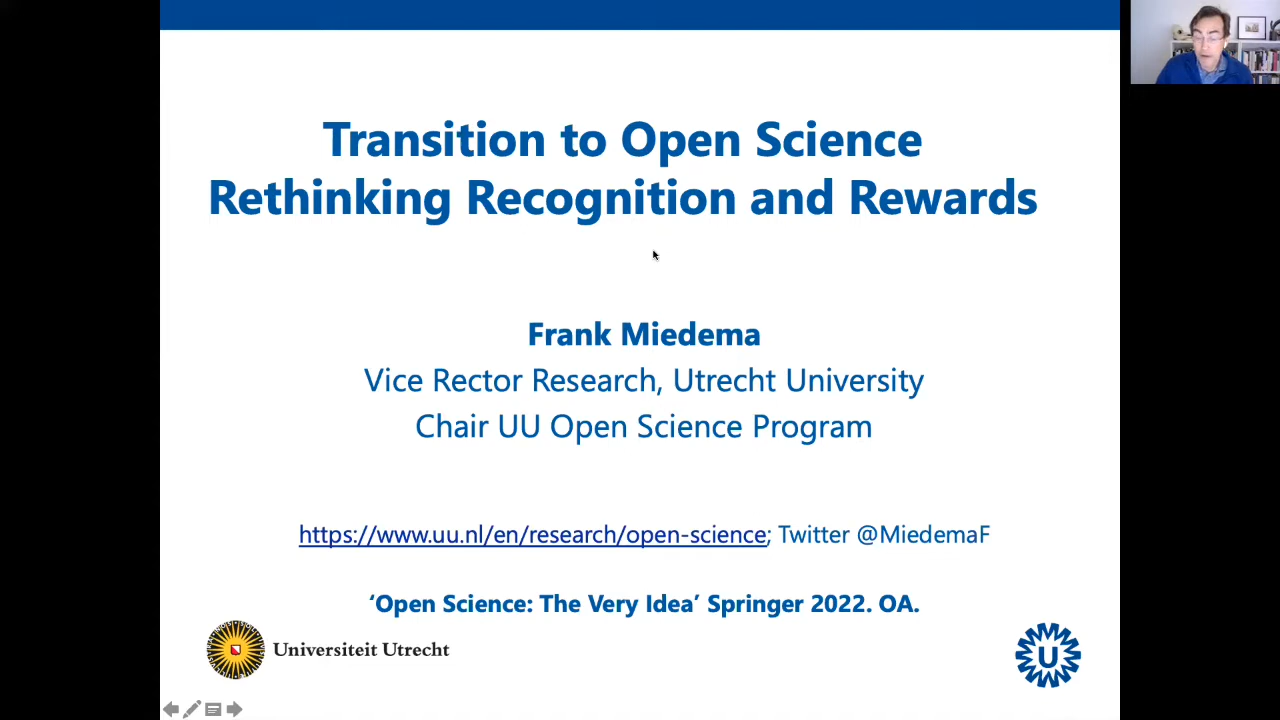 Transition to Open Science
Rethinking Recognition and Rewards
Frank Miedema
Vice Rector Research, Utrecht University
Chair UU Open Science Program
https://www.uu.nl/en/research/open-science; Twitter @MiedemaF
‘Open Science: The Very Idea’ Springer 2022. OA.
Universiteit Utrecht
U